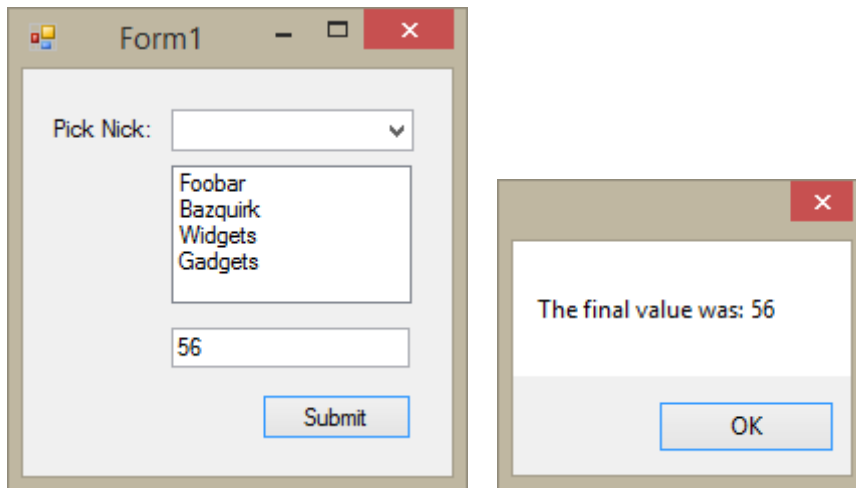 Form1
Pick Nick:
Foobar
Bazquirk
Widgets
Gadgets
56
Submit
The final value was: 56
OK